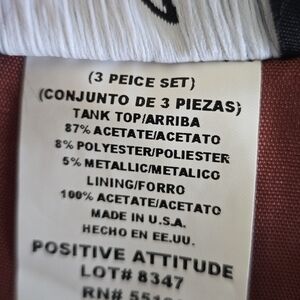 (3 PEICE SET)
(CONJUNTO DE 3 PIEZAS)
TANK TOP/ARRIBA
87% ACETATE/ACETATO
8% POLYESTER/POLIESTER
5% METALLIC/METALICO
LINING/FORRO
100% ACETATE/ACETATO
MADE IN U.S.A.
HECHO EN EE.UU.
POSITIVE ATTITUDE
LOT# 8347
RN#